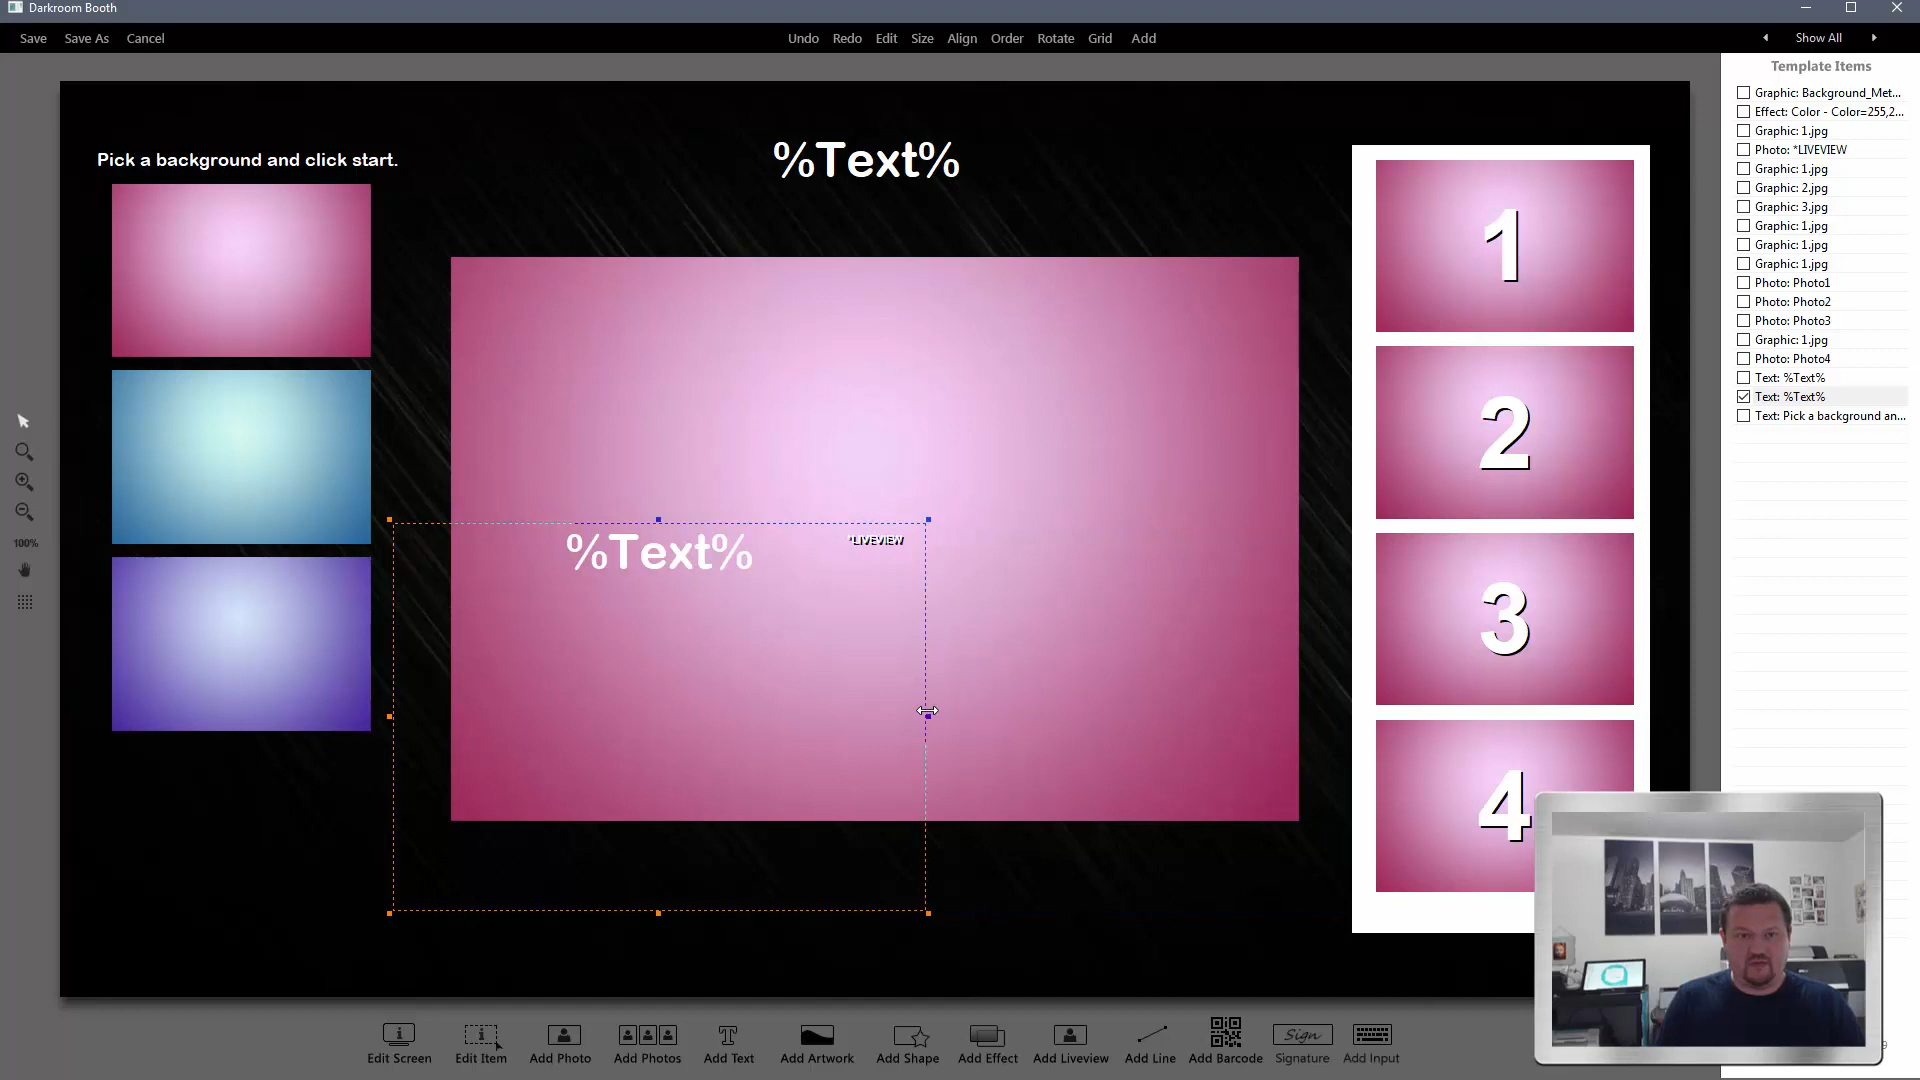 Darkroom Booth
Save Save As Cancel
Undo Redo Edit Size Align Order Rotate Grid Add
Show All
Template Items
Graphic: Background_Met...
Effect: Color - Color=255,2...
Graphic: 1.jpg
Photo: *LIVEVIEW
Graphic: 1.jpg
Graphic: 2.jpg
Graphic: 3.jpg
Graphic: 1.jpg
Graphic: 1.jpg
Graphic: 1.jpg
Photo: Photo1
Photo: Photo2
Photo: Photo3
Graphic: 1.jpg
Photo: Photo4
Text: %Text%
Text: %Text%
Text: Pick a background an...
Pick a background and click start.
%Text%
%Text%
*LIVEVIEW
1
2
3
4
100%
Edit Screen Edit Item Add Photo Add Photos Add Text Add Artwork Add Shape Add Effect Add Liveview Add Line Add Barcode Signature Add Input
Sign